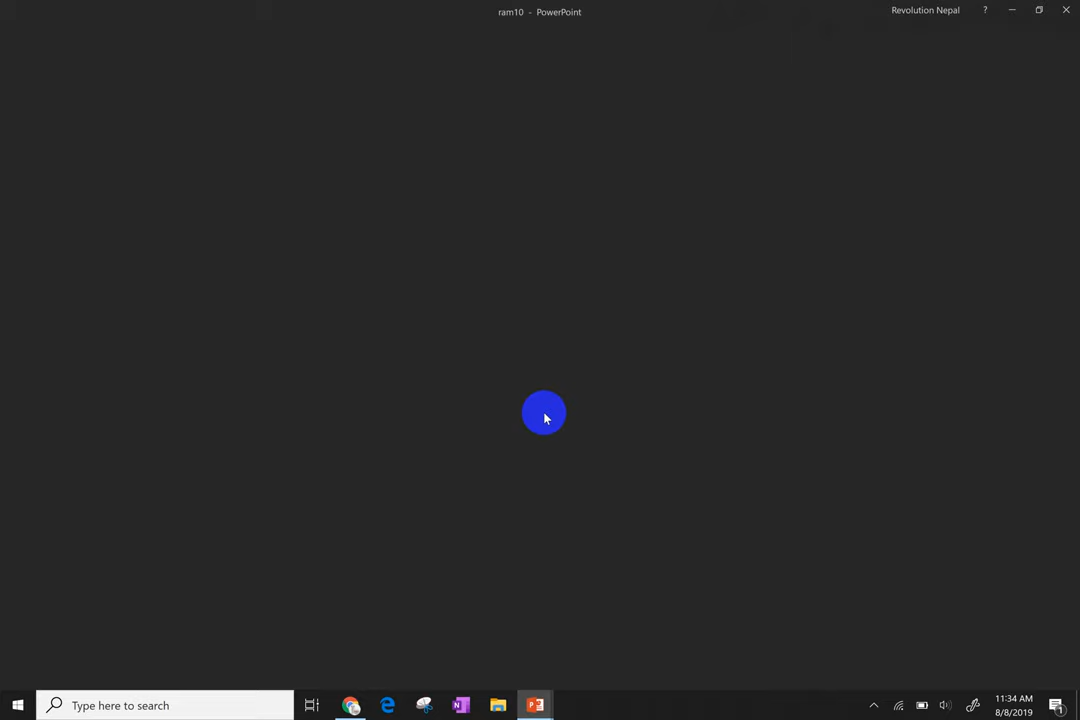 ram10 - PowerPoint
Revolution Nepal
?
Type here to search
11:34 AM
8/8/2019